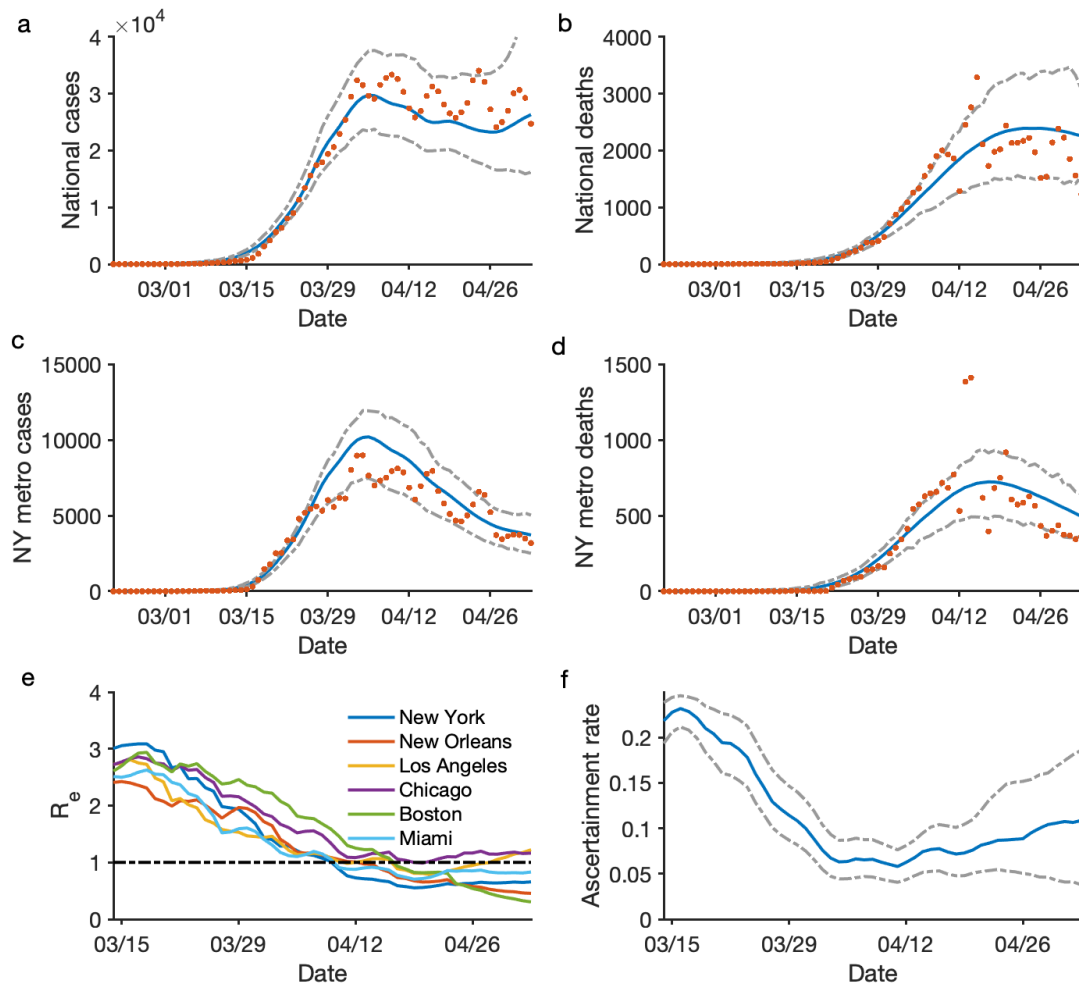 a
×10⁴
National cases
4
3
2
1
0
03/01 03/15 03/29 04/12 04/26
Date
b
National deaths
4000
3000
2000
1000
0
03/01 03/15 03/29 04/12 04/26
Date
c
NY metro cases
15000
10000
5000
0
03/01 03/15 03/29 04/12 04/26
Date
d
NY metro deaths
1500
1000
500
0
03/01 03/15 03/29 04/12 04/26
Date
e
Rₑ
4
3
2
1
0
New York
New Orleans
Los Angeles
Chicago
Boston
Miami
03/15 03/29 04/12 04/26
Date
f
Ascertainment rate
0.2
0.15
0.1
0.05
0
03/15 03/29 04/12 04/26
Date